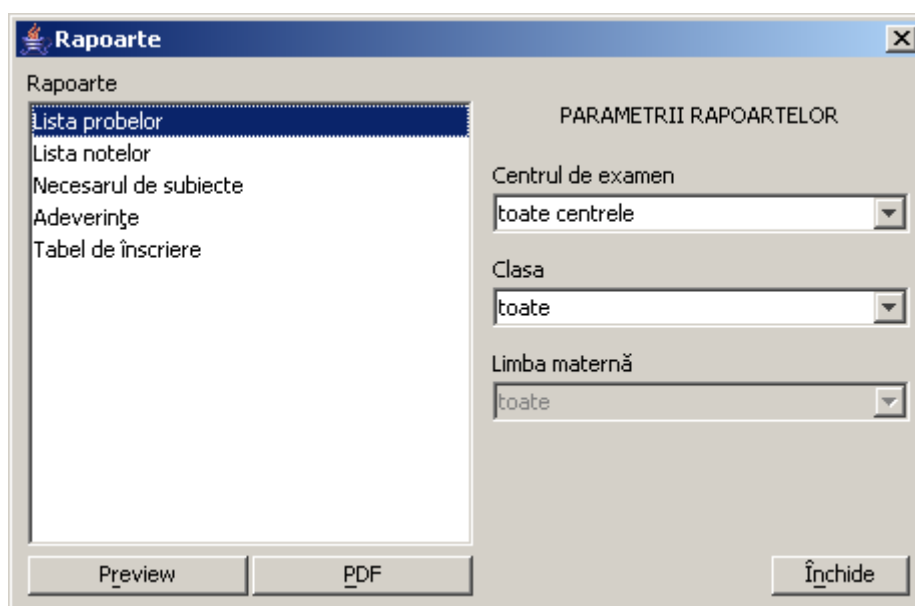 Rapoarte
Rapoarte
Lista probelor
Lista notelor
Necesarul de subiecte
Adeverinţe
Tabel de înscriere
PARAMETRII RAPOARTELOR
Centrul de examen
toate centrele
Clasa
toate
Limba maternă
toate
Preview
PDF
Închide